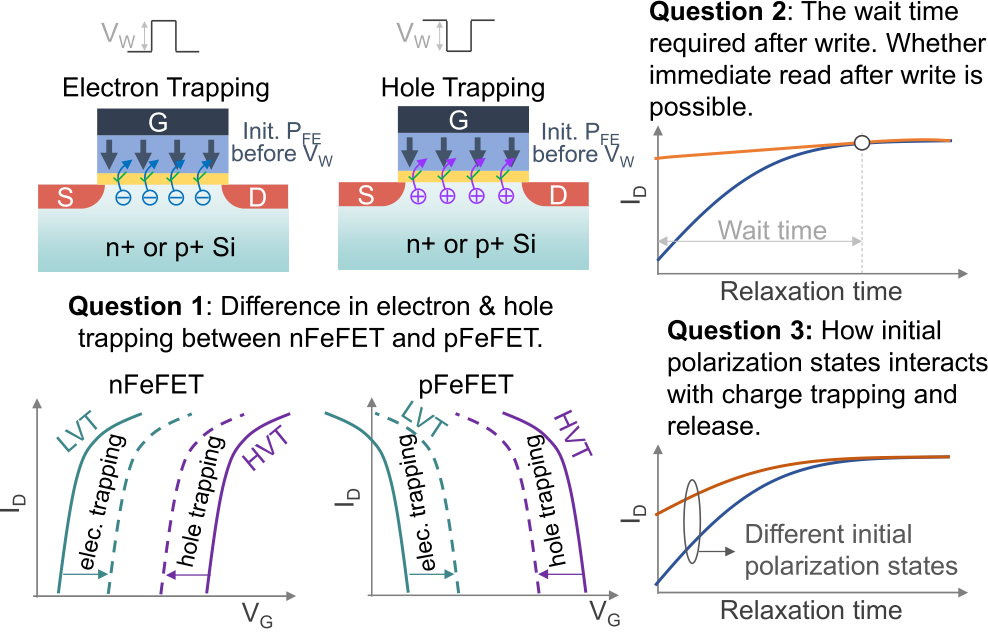 V_W
Electron Trapping
G
Init. P_FE
before V_W
S
D
n+ or p+ Si
V_W
Hole Trapping
G
Init. P_FE
before V_W
S
D
n+ or p+ Si
Question 1: Difference in electron & hole
trapping between nFeFET and pFeFET.
nFeFET
LVT
elec. trapping
hole trapping
HVT
I_D
V_G
pFeFET
LVT
elec. trapping
hole trapping
HVT
I_D
V_G
Question 2: The wait time
required after write. Whether
immediate read after write is
possible.
I_D
Wait time
Relaxation time
Question 3: How initial
polarization states interacts
with charge trapping and
release.
I_D
Different initial
polarization states
Relaxation time